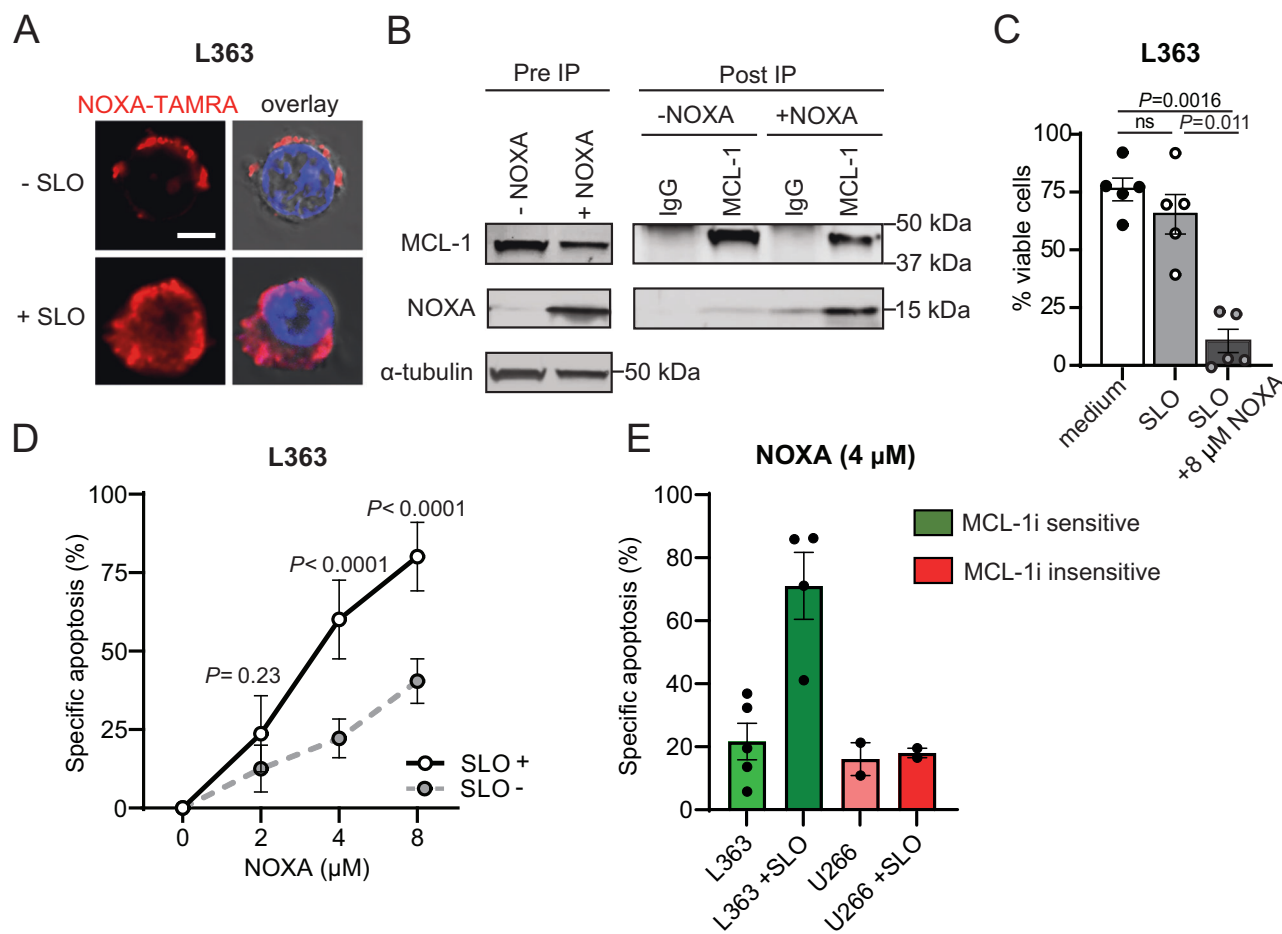 A
L363
NOXA-TAMRA overlay
- SLO
+ SLO
B
Pre IP Post IP
-NOXA +NOXA
- NOXA + NOXA IgG MCL-1 IgG MCL-1
MCL-1
50 kDa
37 kDa
NOXA
15 kDa
α-tubulin 50 kDa
C
L363
P=0.0016
ns P=0.011
% viable cells
100
75
50
25
0
medium SLO SLO +8 µM NOXA
D
L363
Specific apoptosis (%)
100
75
50
25
0
P= 0.23
P< 0.0001
P< 0.0001
SLO +
SLO -
0 2 4 8
NOXA (µM)
E
NOXA (4 µM)
Specific apoptosis (%)
100
80
60
40
20
0
L363 L363 +SLO U266 U266 +SLO
MCL-1i sensitive
MCL-1i insensitive